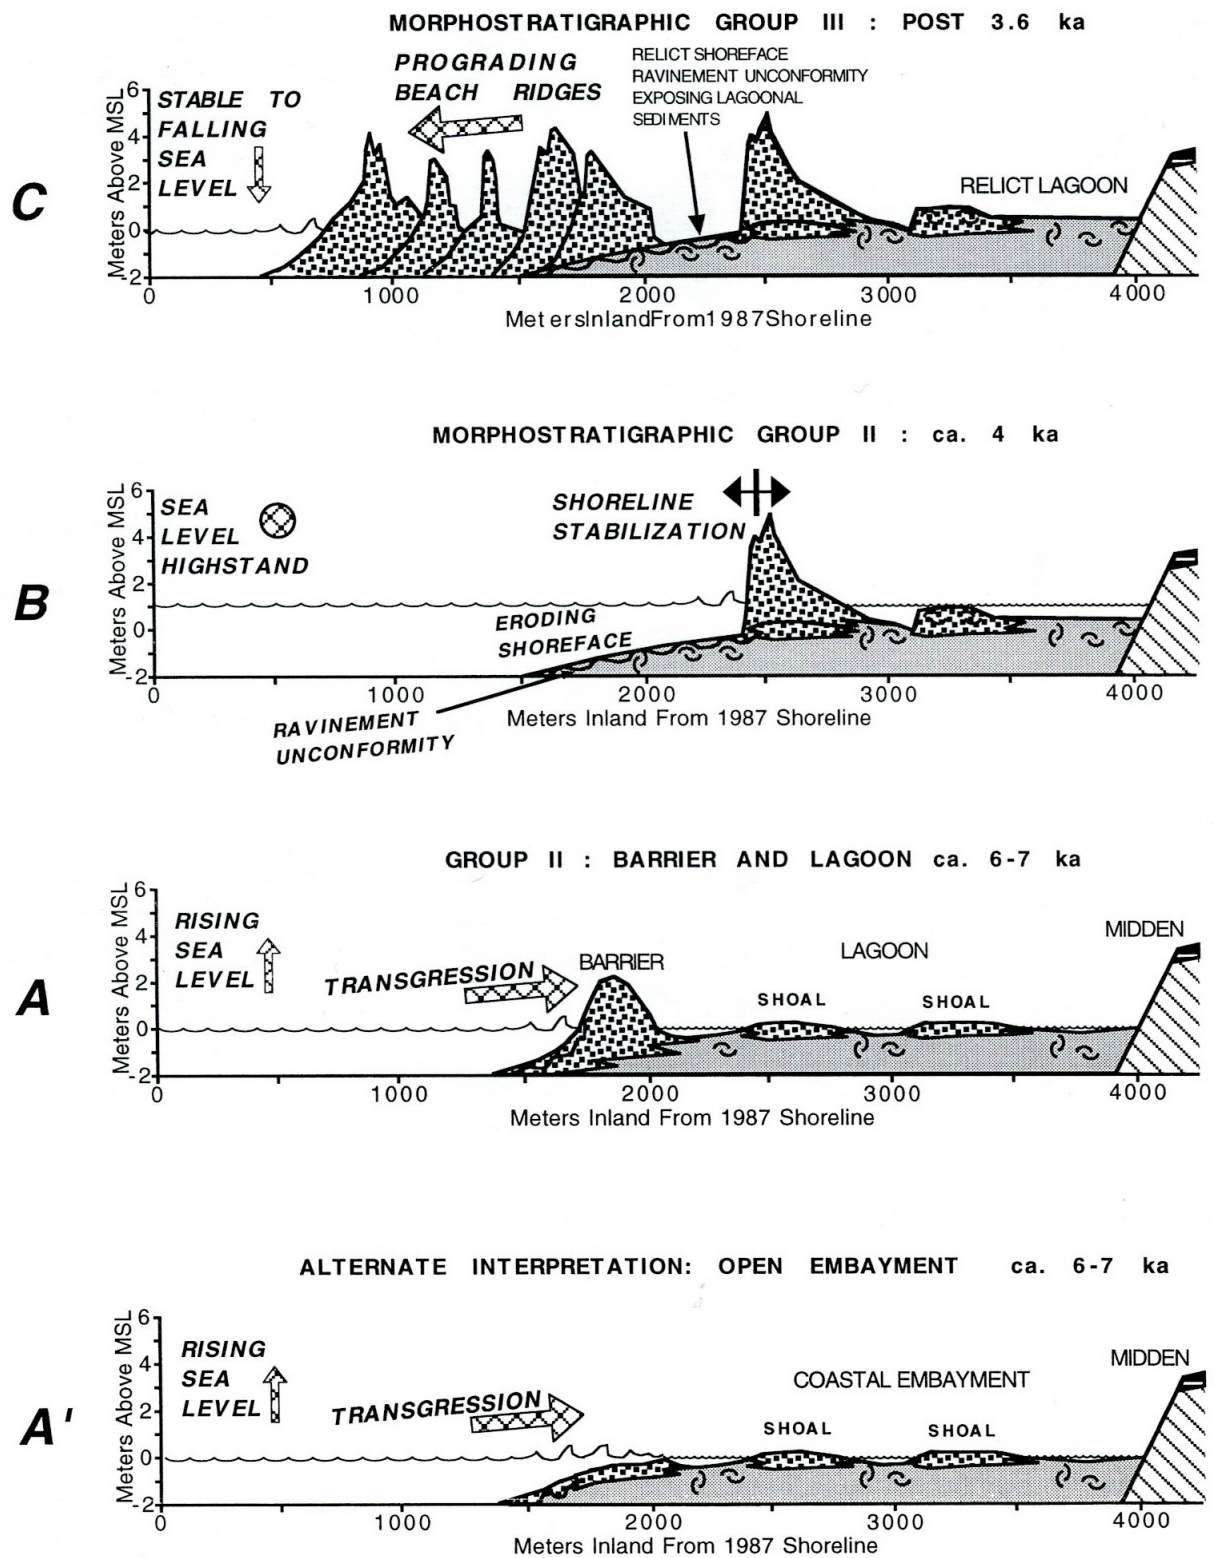 MORPHOSTRATIGRAPHIC GROUP III : POST 3.6 ka
PROGRADING
BEACH RIDGES
RELICT SHOREFACE
RAVINEMENT UNCONFORMITY
EXPOSING LAGOONAL
SEDIMENTS
STABLE TO
FALLING
SEA
LEVEL
RELICT LAGOON
C
Meters Above MSL
6
4
2
0
-2
0 1000 2000 3000 4000
MetersInlandFrom1987Shoreline
MORPHOSTRATIGRAPHIC GROUP II : ca. 4 ka
SEA
LEVEL
HIGHSTAND
SHORELINE
STABILIZATION
B
Meters Above MSL
6
4
2
0
-2
ERODING
SHOREFACE
0 1000 2000 3000 4000
RAVINEMENT
UNCONFORMITY
Meters Inland From 1987 Shoreline
GROUP II : BARRIER AND LAGOON ca. 6-7 ka
RISING
SEA
LEVEL
TRANSGRESSION
BARRIER
LAGOON
MIDDEN
SHOAL SHOAL
A
Meters Above MSL
6
4
2
0
-2
0 1000 2000 3000 4000
Meters Inland From 1987 Shoreline
ALTERNATE INTERPRETATION: OPEN EMBAYMENT ca. 6-7 ka
RISING
SEA
LEVEL
TRANSGRESSION
COASTAL EMBAYMENT
MIDDEN
SHOAL SHOAL
A'
Meters Above MSL
6
4
2
0
-2
0 1000 2000 3000 4000
Meters Inland From 1987 Shoreline